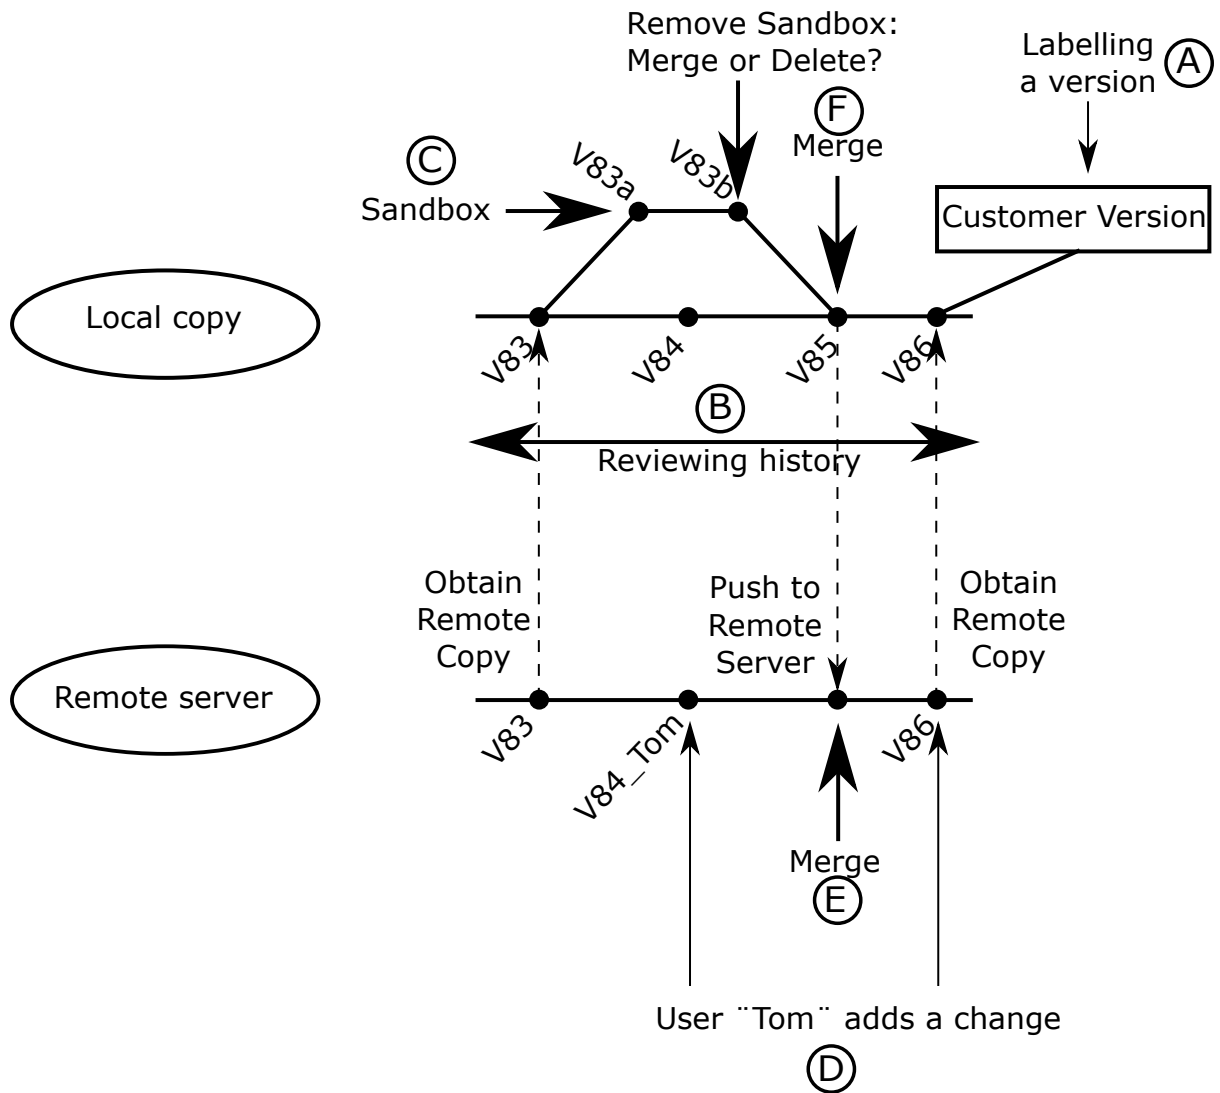 Remove Sandbox:
Merge or Delete?
Labelling
a version
A
F
Merge
C
Sandbox
V83a
V83b
Customer Version
Local copy
V83
V84
V85
V86
B
Reviewing history
Obtain
Remote
Copy
Push to
Remote
Server
Obtain
Remote
Copy
Remote server
V83
V84_Tom
V86
Merge
E
User ¨Tom¨ adds a change
D